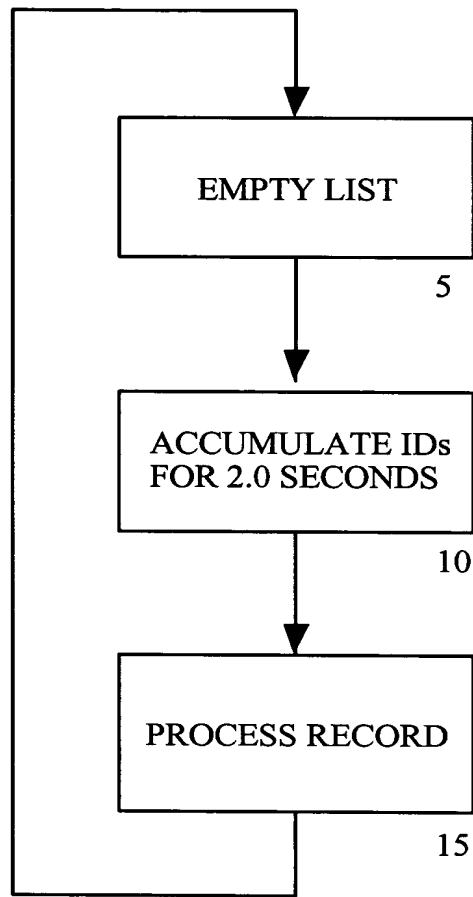 EMPTY LIST
5
ACCUMULATE IDs
FOR 2.0 SECONDS
10
PROCESS RECORD
15